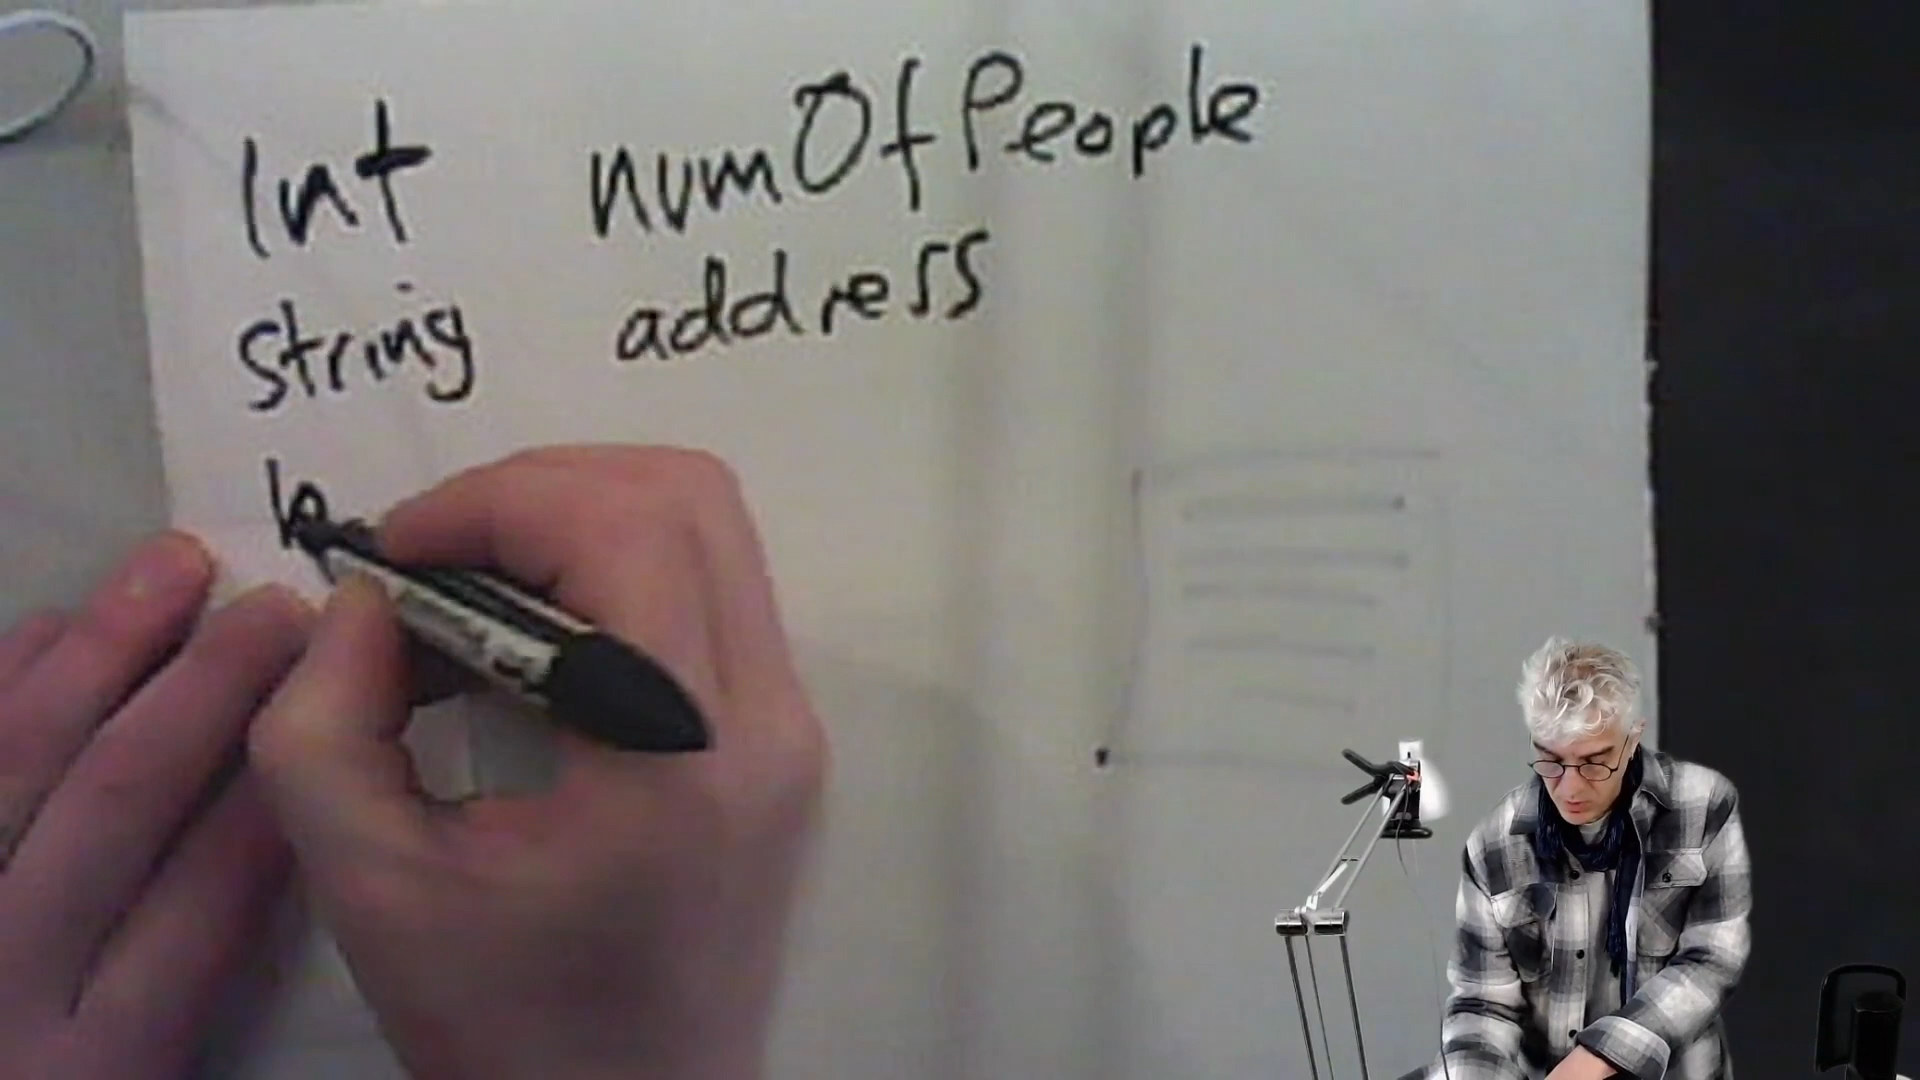 Int numOfPeople
string address
b